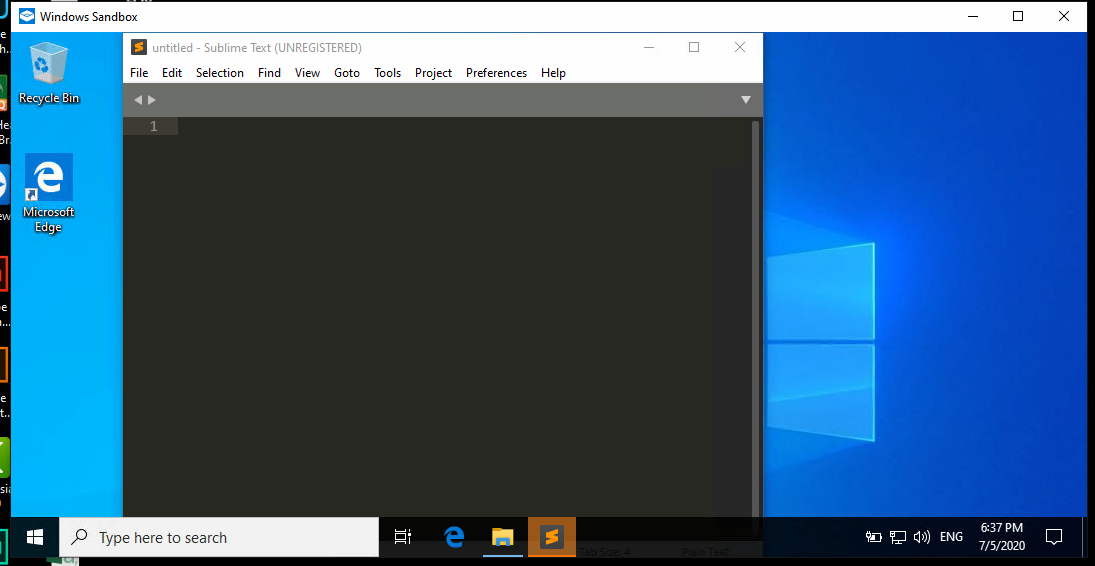 Windows Sandbox
untitled - Sublime Text (UNREGISTERED)
File Edit Selection Find View Goto Tools Project Preferences Help
Recycle Bin
1
Microsoft
Edge
Tab Size: 4 Plain Text
Type here to search
ENG
6:37 PM
7/5/2020